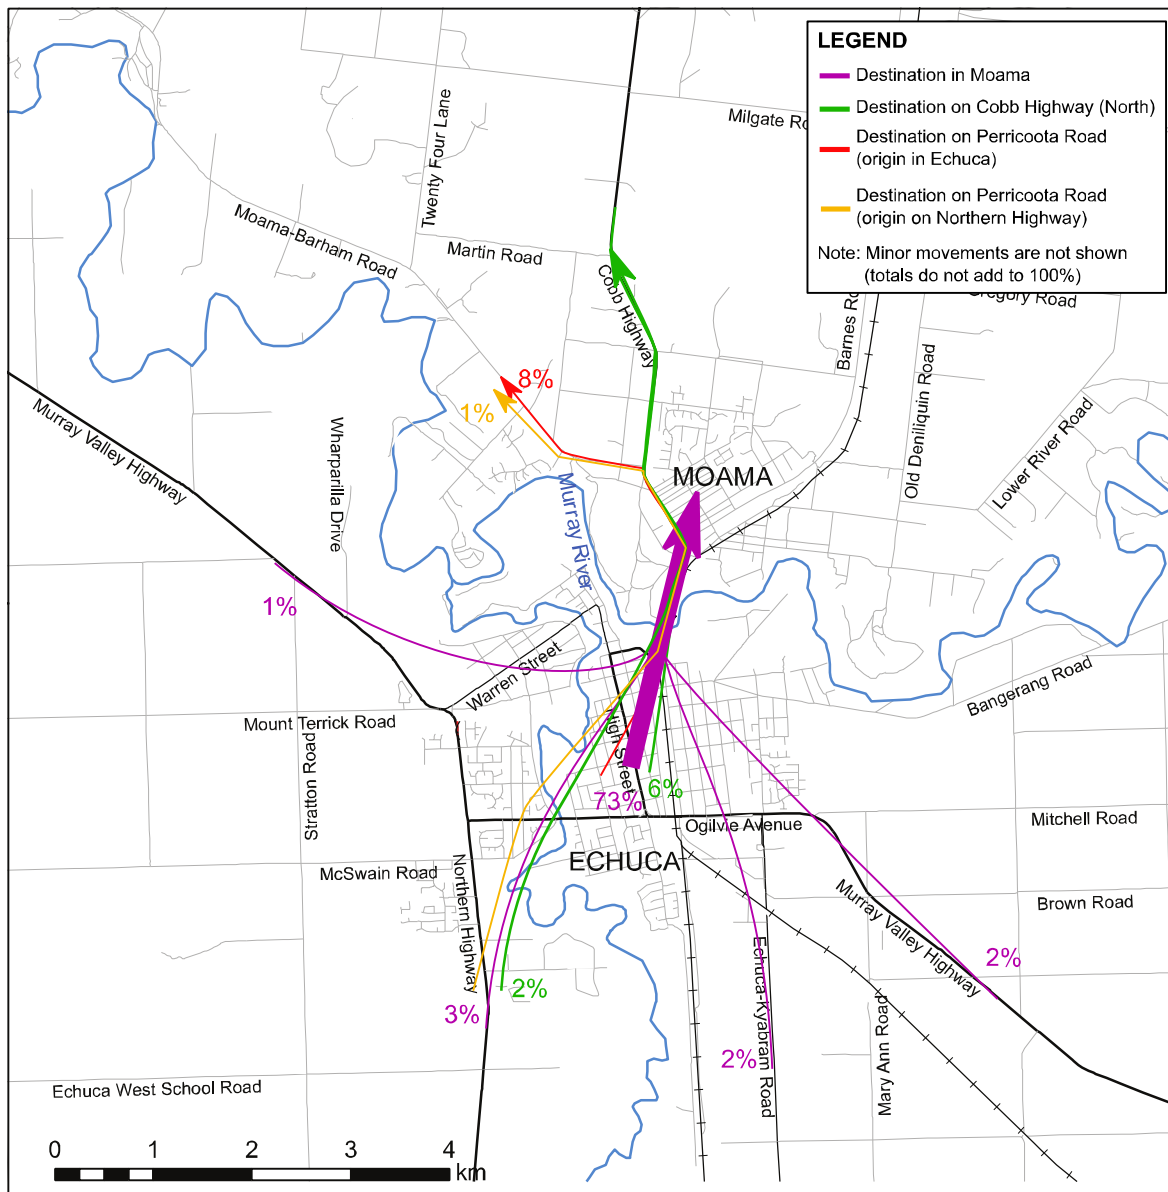 LEGEND
Destination in Moama
Destination on Cobb Highway (North)
Destination on Perricoota Road
(origin in Echuca)
Destination on Perricoota Road
(origin on Northern Highway)
Note: Minor movements are not shown
(totals do not add to 100%)
Milgate
Twenty Four Lane
Moama-Barham Road
Martin Road
Cobb Highway
Gregory Road
Barnes
8%
1%
Murray Valley Highway
Wharparilla Drive
Old Deniliquin Road
Lower River Road
MOAMA
Murray River
1%
Warren Street
Bangerang Road
Mount Terrick Road
Stratton Road
High Street
6%
73%
Ogilvie Avenue
Mitchell Road
ECHUCA
McSwain Road
Northern Highway
Murray Valley Highway
Brown Road
2%
2%
3%
Echuca-Kyabram Road
2%
Mary Ann Road
Echuca West School Road
0 1 2 3 4
km